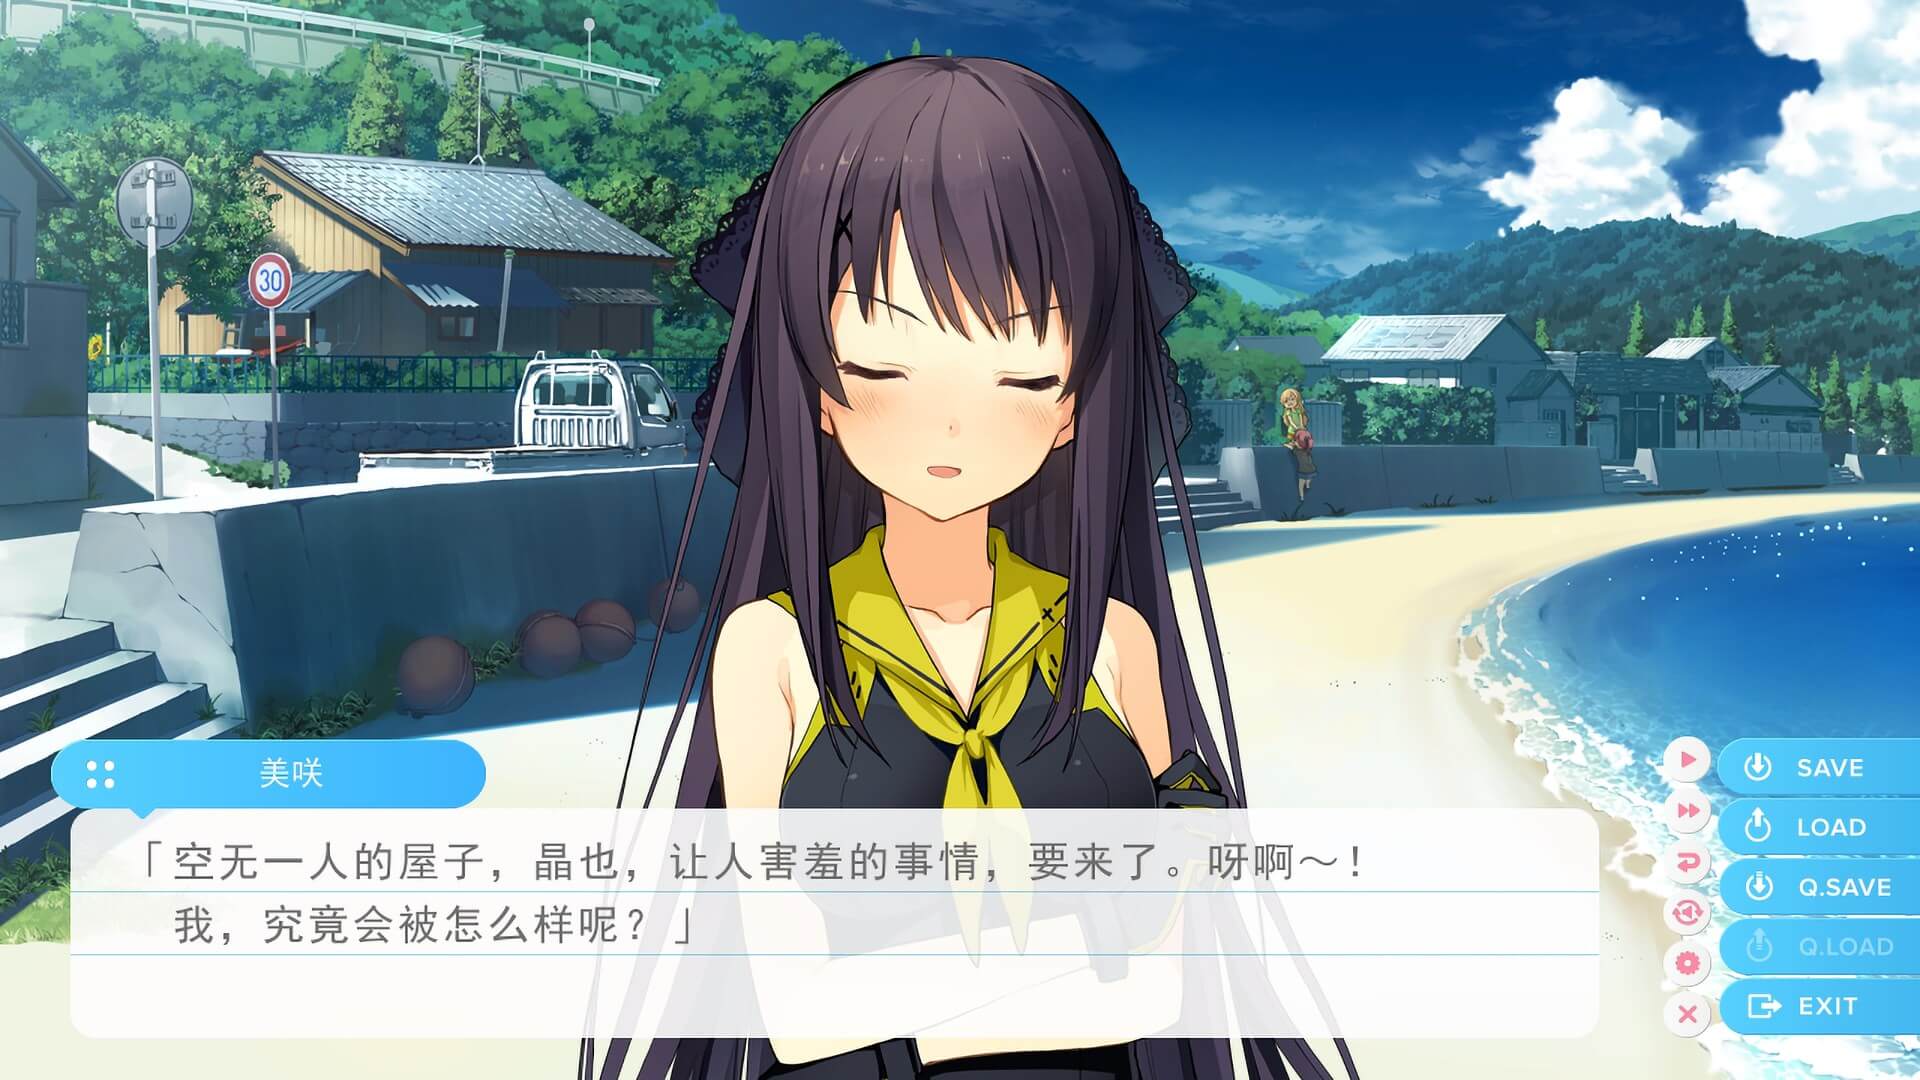 30
美咲
「空无一人的屋子，晶也，让人害羞的事情，要来了。呀啊～！
我，究竟会被怎么样呢？」
SAVE
LOAD
Q.SAVE
Q.LOAD
EXIT